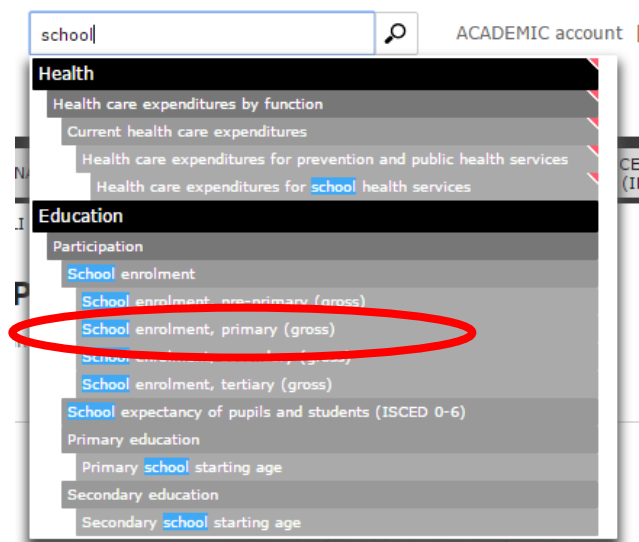 school
ACADEMIC account
Health
Health care expenditures by function
Current health care expenditures
Health care expenditures for prevention and public health services
Health care expenditures for school health services
Education
Participation
School enrolment
School enrolment, pre-primary (gross)
School enrolment, primary (gross)
School enrolment, (gross)
School enrolment, tertiary (gross)
School expectancy of pupils and students (ISCED 0-6)
Primary education
Primary school starting age
Secondary education
Secondary school starting age